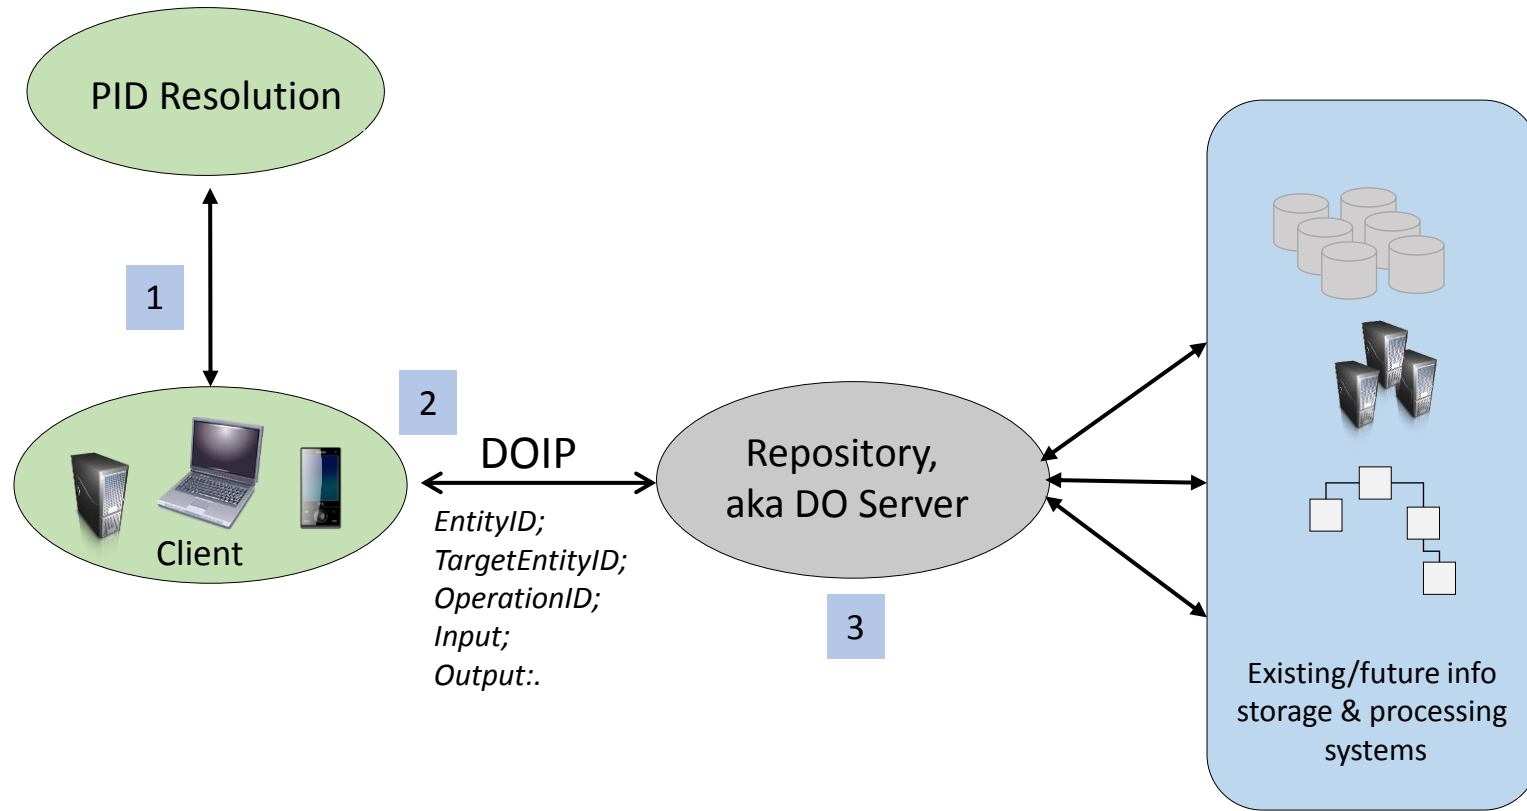 PID Resolution
1
2
DOIP
Client
EntityID;
TargetEntityID;
OperationID;
Input;
Output:.
Repository,
aka DO Server
3
Existing/future info
storage & processing
systems